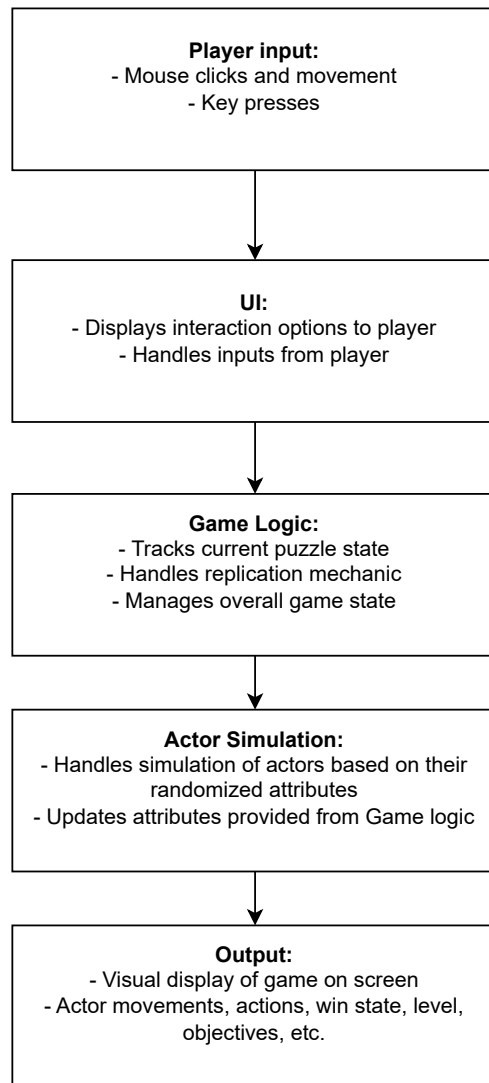 Player input:
- Mouse clicks and movement
- Key presses
UI:
- Displays interaction options to player
- Handles inputs from player
Game Logic:
- Tracks current puzzle state
- Handles replication mechanic
- Manages overall game state
Actor Simulation:
- Handles simulation of actors based on their
randomized attributes
- Updates attributes provided from Game logic
Output:
- Visual display of game on screen
- Actor movements, actions, win state, level,
objectives, etc.